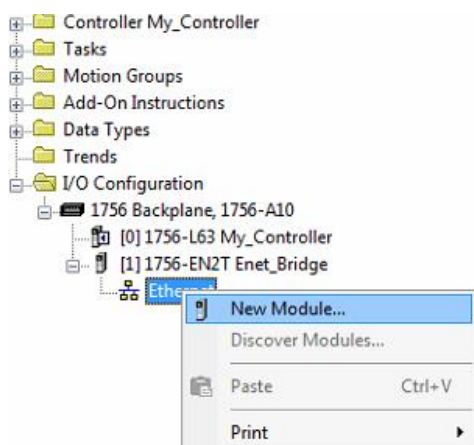 Controller My_Controller
Tasks
Motion Groups
Add-On Instructions
Data Types
Trends
I/O Configuration
1756 Backplane, 1756-A10
[0] 1756-L63 My_Controller
[1] 1756-EN2T Enet_Bridge
Ethernet
New Module...
Discover Modules...
Paste Ctrl+V
Print